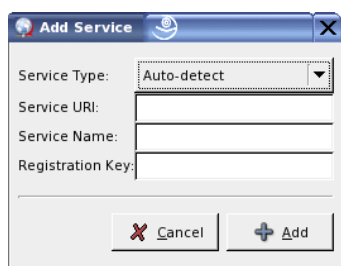 Add Service
Service Type: Auto-detect
Service URI:
Service Name:
Registration Key:
Cancel Add